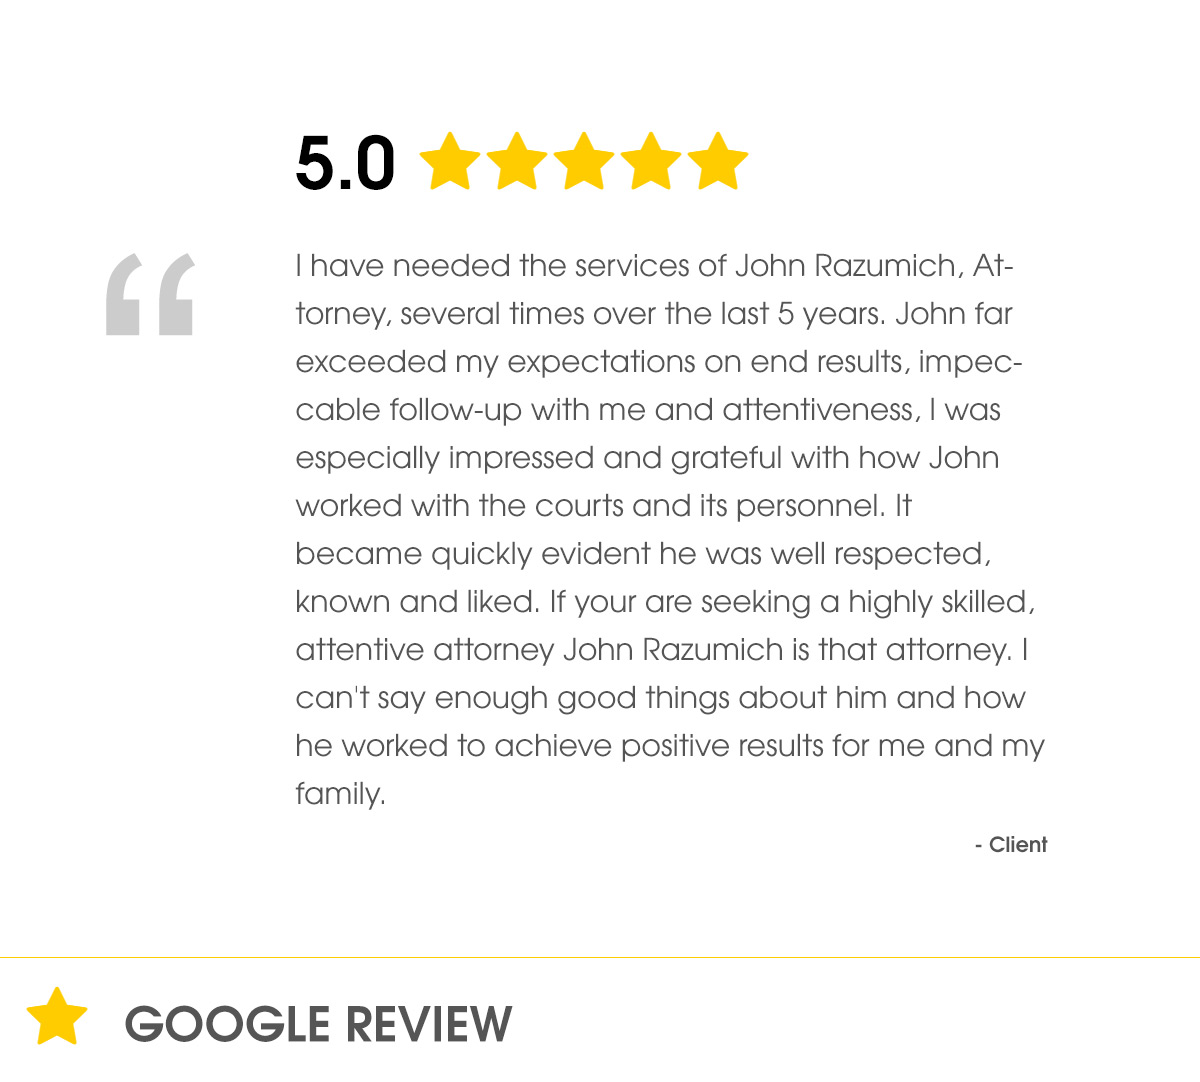 5.0
I have needed the services of John Razumich, At-
torney, several times over the last 5 years. John far
exceeded my expectations on end results, impec-
cable follow-up with me and attentiveness, I was
especially impressed and grateful with how John
worked with the courts and its personnel. It
became quickly evident he was well respected,
known and liked. If your are seeking a highly skilled,
attentive attorney John Razumich is that attorney. I
can't say enough good things about him and how
he worked to achieve positive results for me and my
family.
- Client
GOOGLE REVIEW